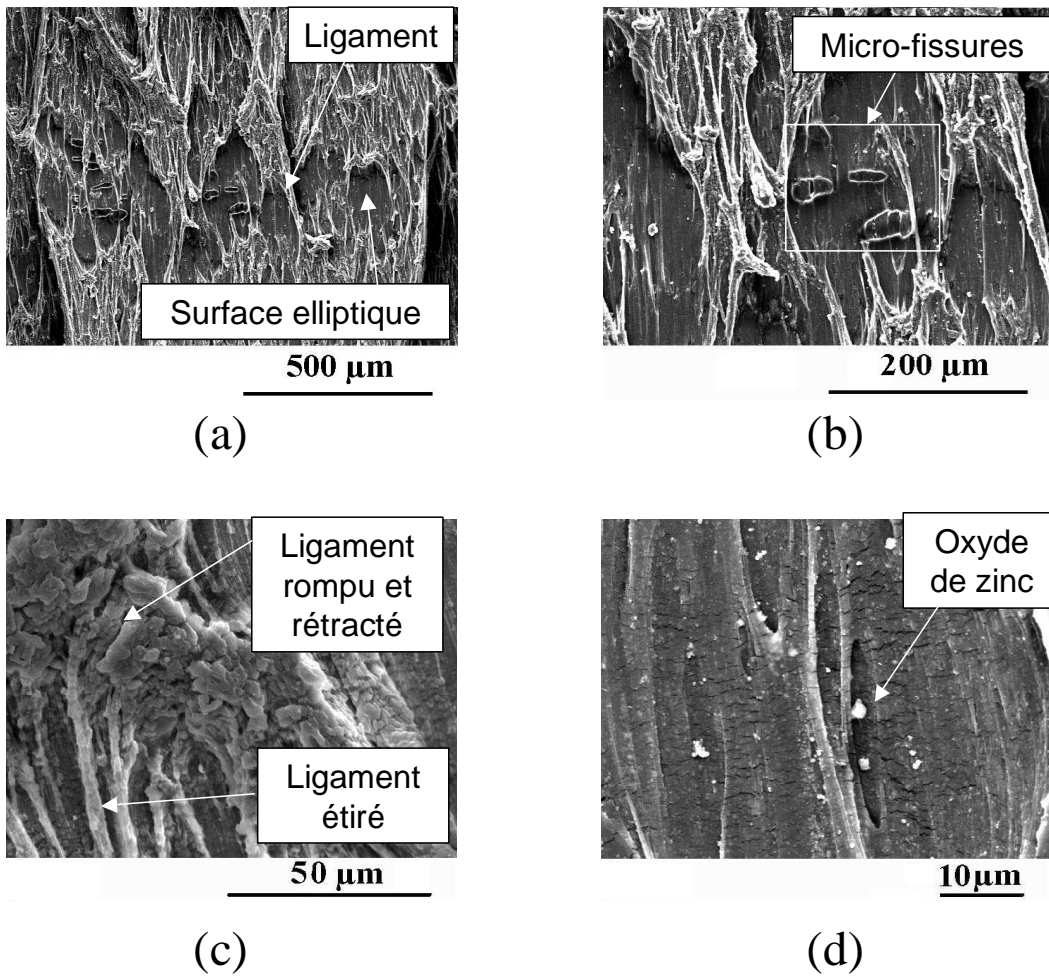 Ligament
Surface elliptique
500 µm
(a)
Micro-fissures
200 µm
(b)
Ligament
rompu et
rétracté
Ligament
étiré
50 µm
(c)
Oxyde
de zinc
10µm
(d)